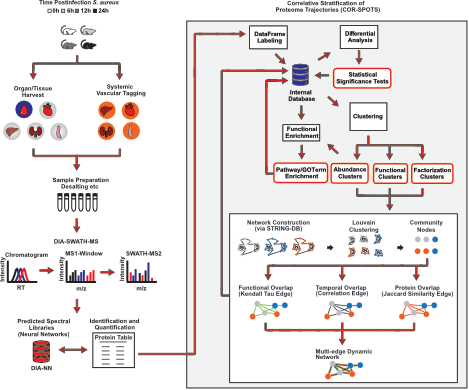 Time Postinfection S. aureus
0h 6h 12h 24h
Organ/Tissue
Harvest
Systemic
Vascular Tagging
Sample Preparation
Desalting etc
DIA-SWATH-MS
Chromatogram
MS1-Window
SWATH-MS2
Intensity
RT
Intensity
m/z
Intensity
m/z
Predicted Spectral
Libraries
(Neural Networks)
DIA-NN
Identification and
Quantification
Protein Table
Correlative Stratification of
Proteome Trajectories (COR-SPOTS)
DataFrame
Labeling
Differential
Analysis
Internal
Database
Statistical
Significance Tests
Clustering
Functional
Enrichment
Pathway/GOTerm
Enrichment
Abundance
Clusters
Functional
Clusters
Factorization
Clusters
Network Construction
(via STRING-DB)
Louvain
Clustering
Community
Nodes
Functional Overlap
(Kendall Tau Edge)
Temporal Overlap
(Correlation Edge)
Protein Overlap
(Jaccard Similarity Edge)
Multi-edge Dynamic
Network